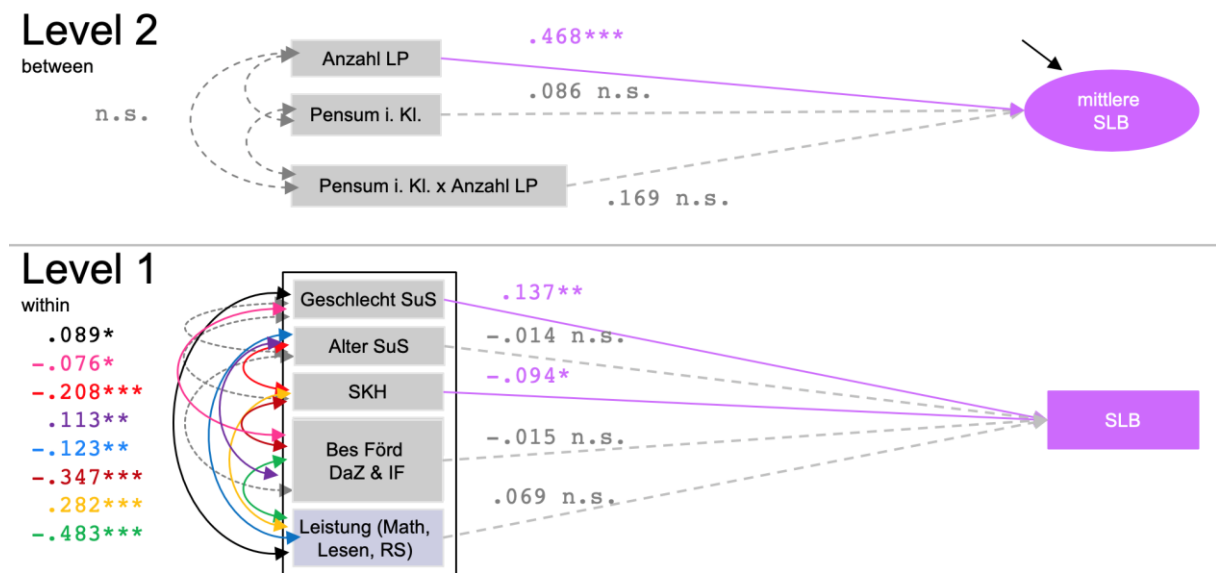 Level 2
between
n.s.
Anzahl LP
.468***
Pensum i. Kl.
.086 n.s.
Pensum i. Kl. x Anzahl LP
.169 n.s.
mittlere
SLB
Level 1
within
.089*
-.076*
-.208***
.113**
-.123**
-.347***
.282***
-.483***
Geschlecht SuS
.137**
Alter SuS
-.014 n.s.
SKH
-.094*
Bes Förd
DaZ & IF
-.015 n.s.
Leistung (Math,
Lesen, RS)
.069 n.s.
SLB